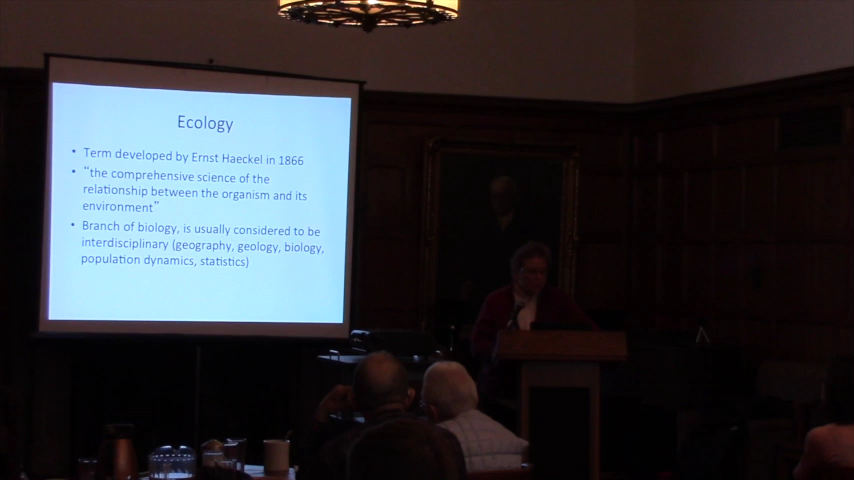 Ecology
• Term developed by Ernst Haeckel in 1866
• “the comprehensive science of the
relationship between the organism and its
environment”
• Branch of biology, is usually considered to be
interdisciplinary (geography, geology, biology,
population dynamics, statistics)